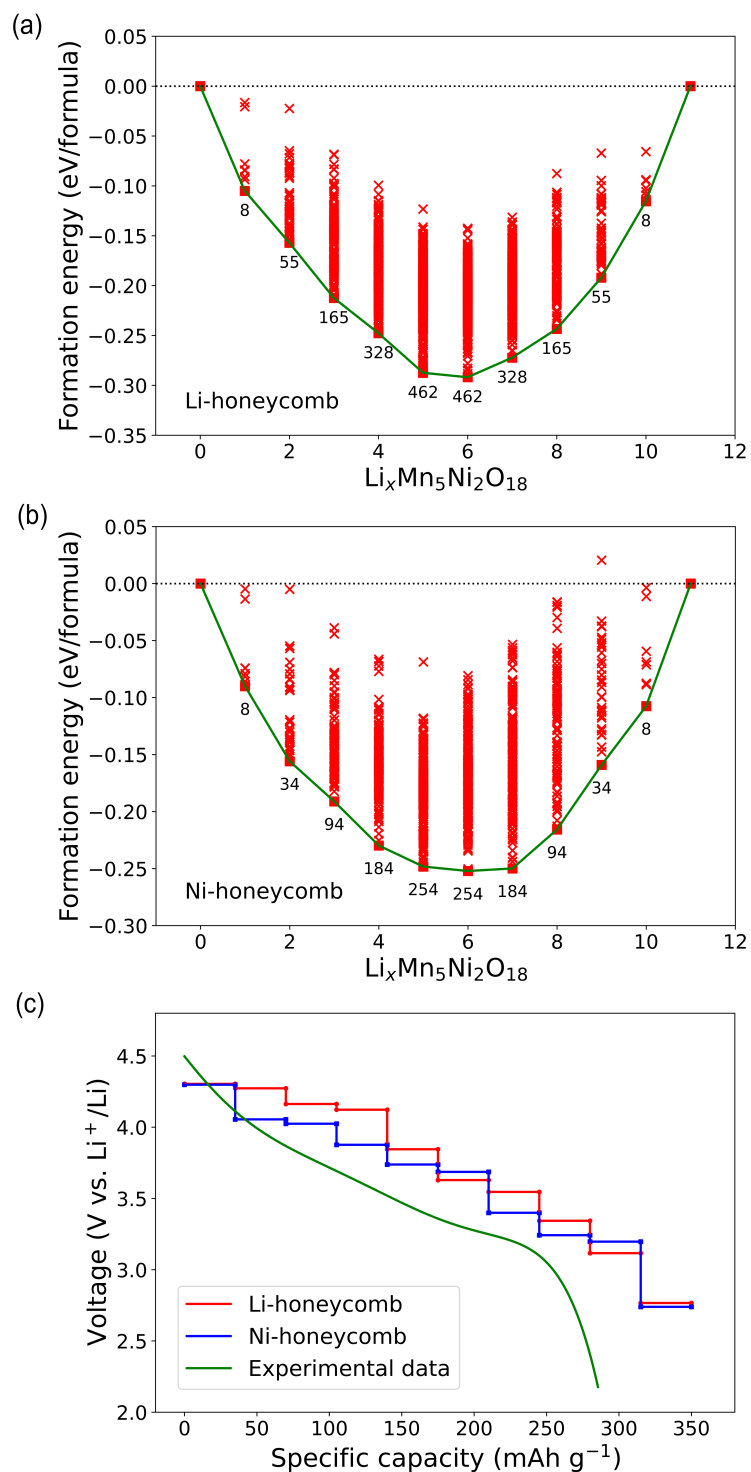 (a)
0.05
0.00
−0.05
−0.10
−0.15
−0.20
−0.25
−0.30
−0.35
Formation energy (eV/formula)
8
55
165
328
462
462
328
165
55
8
Li-honeycomb
0 2 4 6 8 10 12
LiₓMn₅Ni₂O₁₈
(b)
0.05
0.00
−0.05
−0.10
−0.15
−0.20
−0.25
−0.30
Formation energy (eV/formula)
8
34
94
184
254
254
184
94
34
8
Ni-honeycomb
0 2 4 6 8 10 12
LiₓMn₅Ni₂O₁₈
(c)
4.5
4.0
3.5
3.0
2.5
2.0
Voltage (V vs. Li⁺/Li)
Li-honeycomb
Ni-honeycomb
Experimental data
0 50 100 150 200 250 300 350
Specific capacity (mAh g⁻¹)